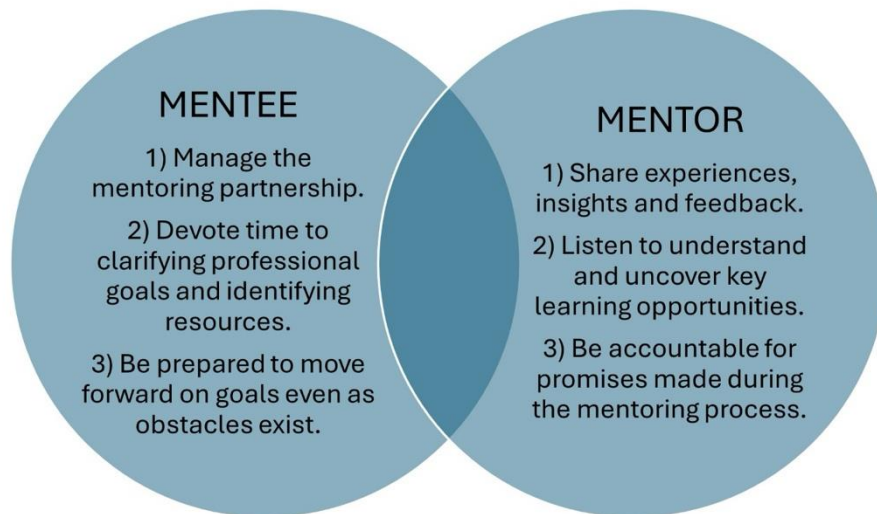 MENTEE
1) Manage the
mentoring partnership.
2) Devote time to
clarifying professional
goals and identifying
resources.
3) Be prepared to move
forward on goals even as
obstacles exist.
MENTOR
1) Share experiences,
insights and feedback.
2) Listen to understand
and uncover key
learning opportunities.
3) Be accountable for
promises made during
the mentoring process.